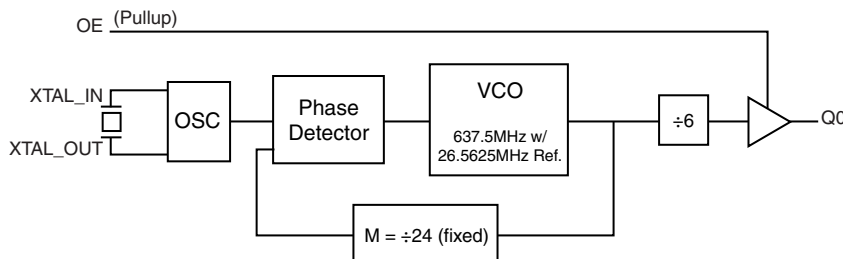 OE (Pullup)
XTAL_IN
XTAL_OUT
OSC
Phase
Detector
VCO
637.5MHz w/
26.5625MHz Ref.
÷6
Q0
M = ÷24 (fixed)